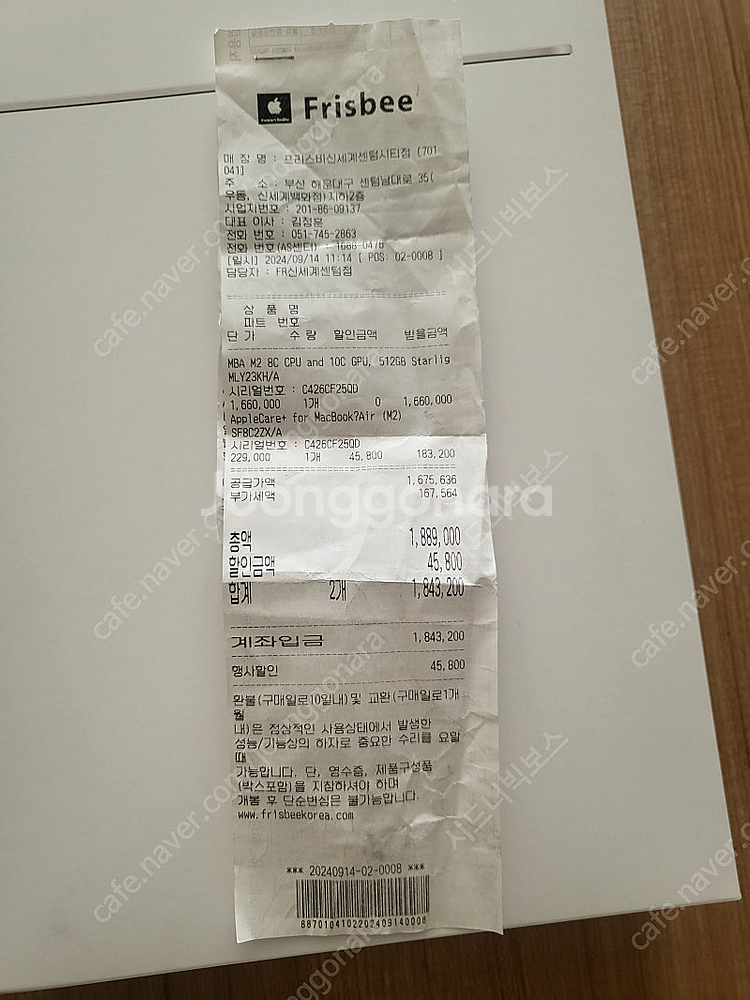 Frisbee
매 장 명 : 프리스비신세계센텀시티점 [701
041]
주 소 : 부산 해운대구 센텀남대로 35(
우동, 신세계백화점)지하2층
사업자번호 : 201-86-09137
대표 이사 : 김정훈
전화 번호 : 051-745-2863
전화 번호(AS센터) : 1688-0476
[일시] 2024/09/14 11:14 [ POS: 02-0008 ]
담당자 : FR신세계센텀점
상 품 명
파트 번호
단 가 수 량 할인금액 받을금액
MBA M2 8C CPU and 10C GPU, 512GB Starlig
MLY23KH/A
시리얼번호 : C426CF25QD
1,660,000 1개 0 1,660,000
AppleCare+ for MacBook?Air (M2)
SF8C2ZX/A
시리얼번호 : C426CF25QD
229,000 1개 45,800 183,200
공급가액 1,675,636
부가세액 167,564
총액 1,889,000
할인금액 45,800
합계 2개 1,843,200
계좌입금 1,843,200
행사할인 45,800
환불(구매일로10일내)및 교환(구매일로1개
월
내)은 정상적인 사용상태에서 발생한
성능/기능상의 하자로 중요한 수리를 요할
때
가능합니다. 단, 영수증, 제품구성품
(박스포함)을 지참하셔야 하며
개봉 후 단순변심은 불가능합니다.
www.frisbeekorea.com
*** 20240914-02-0008 ***
8870104102202409140008
Joonggonara
cafe.naver.com
시드니빅보스